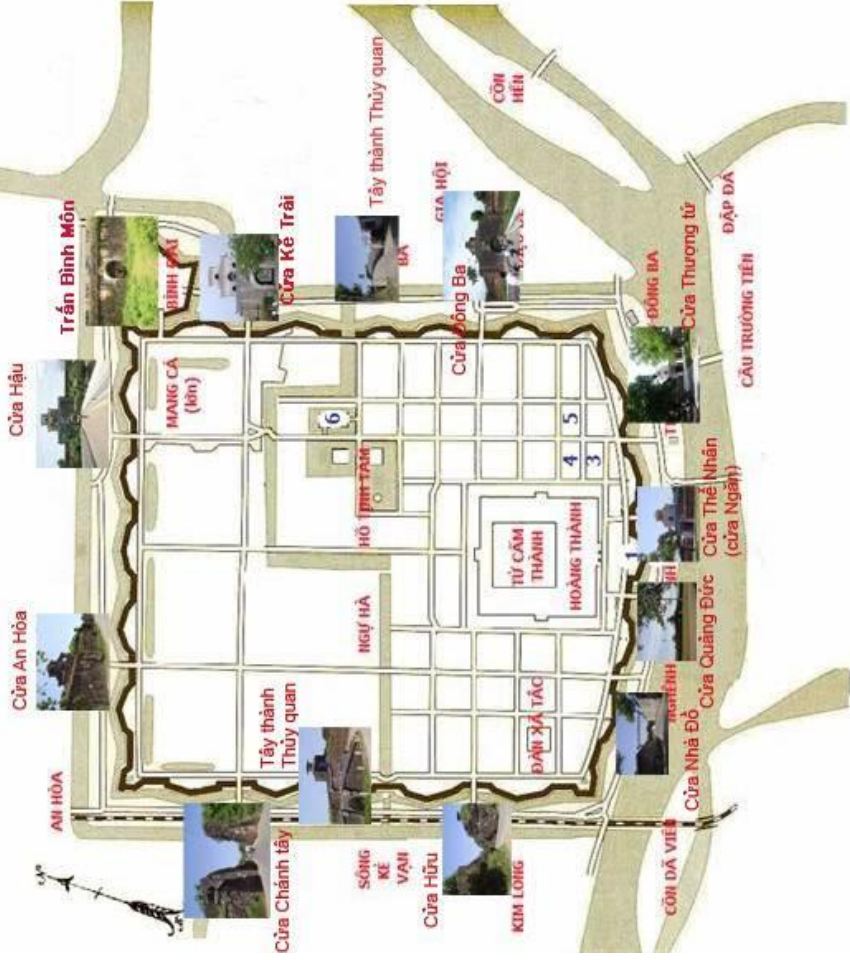 Cửa An Hòa
Cửa Hậu
AN HÒA
Trấn Bình Môn
MANG CÁ
(lớn)
Cửa Chánh tây
Cửa Kẻ Trài
Tây thành
Thủy quan
6
SÔNG
KẺ
VẠN
NGỰ HÀ
HỒ TỊNH TÂM
Tây thành Thủy quan
BA
Cửa Hữu
Cửa Đông Ba
GIA HỘI
CỒN
HẾN
KIM LONG
ĐÀN XÃ TẮC
TỬ CẤM
THÀNH
HOÀNG THÀNH
4
5
3
ĐÔNG BA
CỒN DÃ VIÊN
NGHÊNH
Cửa Nhà Đồ
Cửa Quảng Đức
Cửa Thể Nhân
(cửa Ngăn)
Cửa Thượng tứ
ĐẬP ĐÁ
CẦU TRƯỜNG TIỀN